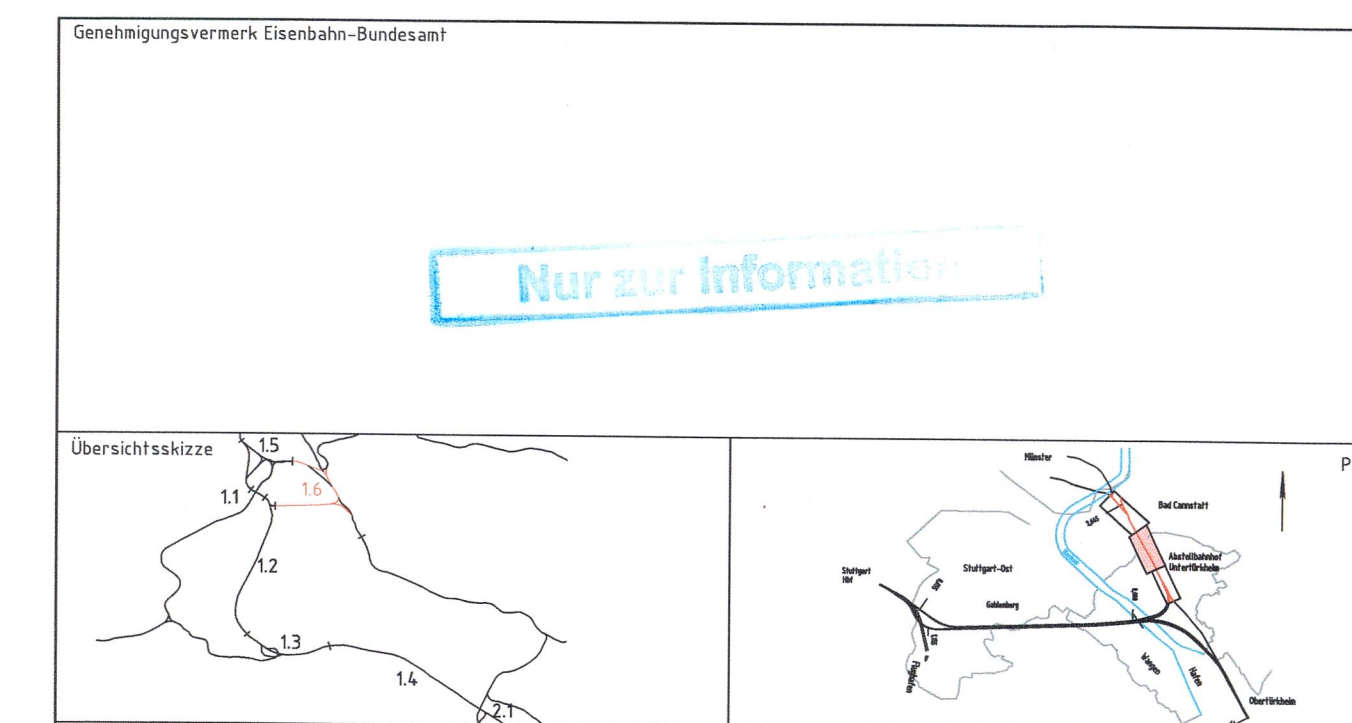 Genehmigungsvermerk Eisenbahn-Bundesamt
Nur zur Information
Übersichtsskizze
1.5
1.1
1.6
1.2
1.3
1.4
2.1
P
Münster
Bad Cannstatt
Abstellbahnhof
Untertürkheim
Stuttgart
Hbf
Stuttgart-Ost
Gablenberg
Flughafen
Wangen
Hafen
Obertürkheim